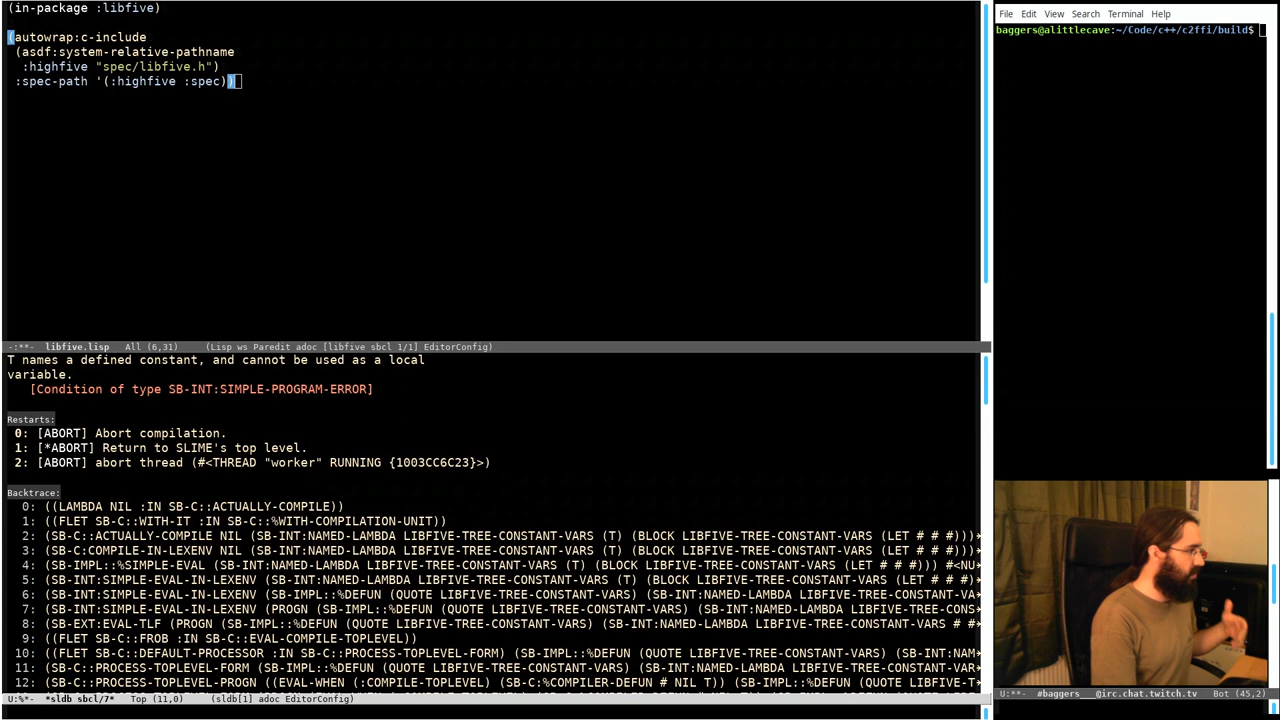 (in-package :libfive)
(autowrap:c-include
(asdf:system-relative-pathname
:highfive "spec/libfive.h")
:spec-path '(:highfive :spec))
-:**-  libfive.lisp   All (6,31)    (Lisp ws Paredit adoc [libfive sbcl 1/1] EditorConfig)
T names a defined constant, and cannot be used as a local
variable.
[Condition of type SB-INT:SIMPLE-PROGRAM-ERROR]
Restarts:
0: [ABORT] Abort compilation.
1: [*ABORT] Return to SLIME's top level.
2: [ABORT] abort thread (#<THREAD "worker" RUNNING {1003CC6C23}>)
Backtrace:
0: ((LAMBDA NIL :IN SB-C::ACTUALLY-COMPILE))
1: ((FLET SB-C::WITH-IT :IN SB-C::%WITH-COMPILATION-UNIT))
2: (SB-C::ACTUALLY-COMPILE NIL (SB-INT:NAMED-LAMBDA LIBFIVE-TREE-CONSTANT-VARS (T) (BLOCK LIBFIVE-TREE-CONSTANT-VARS (LET # # #)))
3: (SB-C:COMPILE-IN-LEXENV NIL (SB-INT:NAMED-LAMBDA LIBFIVE-TREE-CONSTANT-VARS (T) (BLOCK LIBFIVE-TREE-CONSTANT-VARS (LET # # #)))
4: (SB-IMPL::%SIMPLE-EVAL (SB-INT:NAMED-LAMBDA LIBFIVE-TREE-CONSTANT-VARS (T) (BLOCK LIBFIVE-TREE-CONSTANT-VARS (LET # # #))) #<NU
5: (SB-INT:SIMPLE-EVAL-IN-LEXENV (SB-INT:NAMED-LAMBDA LIBFIVE-TREE-CONSTANT-VARS (T) (BLOCK LIBFIVE-TREE-CONSTANT-VARS (LET # # #)
6: (SB-INT:SIMPLE-EVAL-IN-LEXENV (SB-IMPL::%DEFUN (QUOTE LIBFIVE-TREE-CONSTANT-VARS) (SB-INT:NAMED-LAMBDA LIBFIVE-TREE-CONSTANT-VA
7: (SB-INT:SIMPLE-EVAL-IN-LEXENV (PROGN (SB-IMPL::%DEFUN (QUOTE LIBFIVE-TREE-CONSTANT-VARS) (SB-INT:NAMED-LAMBDA LIBFIVE-TREE-CONS
8: (SB-EXT:EVAL-TLF (PROGN (SB-IMPL::%DEFUN (QUOTE LIBFIVE-TREE-CONSTANT-VARS) (SB-INT:NAMED-LAMBDA LIBFIVE-TREE-CONSTANT-VARS # #
9: ((FLET SB-C::FROB :IN SB-C::EVAL-COMPILE-TOPLEVEL))
10: ((FLET SB-C::DEFAULT-PROCESSOR :IN SB-C::PROCESS-TOPLEVEL-FORM) (SB-IMPL::%DEFUN (QUOTE LIBFIVE-TREE-CONSTANT-VARS) (SB-INT:NAM
11: (SB-C::PROCESS-TOPLEVEL-FORM (SB-IMPL::%DEFUN (QUOTE LIBFIVE-TREE-CONSTANT-VARS) (SB-INT:NAMED-LAMBDA LIBFIVE-TREE-CONSTANT-VA
12: (SB-C::PROCESS-TOPLEVEL-PROGN ((EVAL-WHEN (:COMPILE-TOPLEVEL) (SB-C:%COMPILER-DEFUN # NIL T)) (SB-IMPL::%DEFUN (QUOTE LIBFIVE-T
U:%*-  *sldb sbcl/7*   Top (11,0)     (sldb[1] adoc EditorConfig)
File Edit View Search Terminal Help
baggers@alittlecave:~/Code/c++/c2ffi/build$
U:**-  #baggers___@irc.chat.twitch.tv   Bot (45,2)